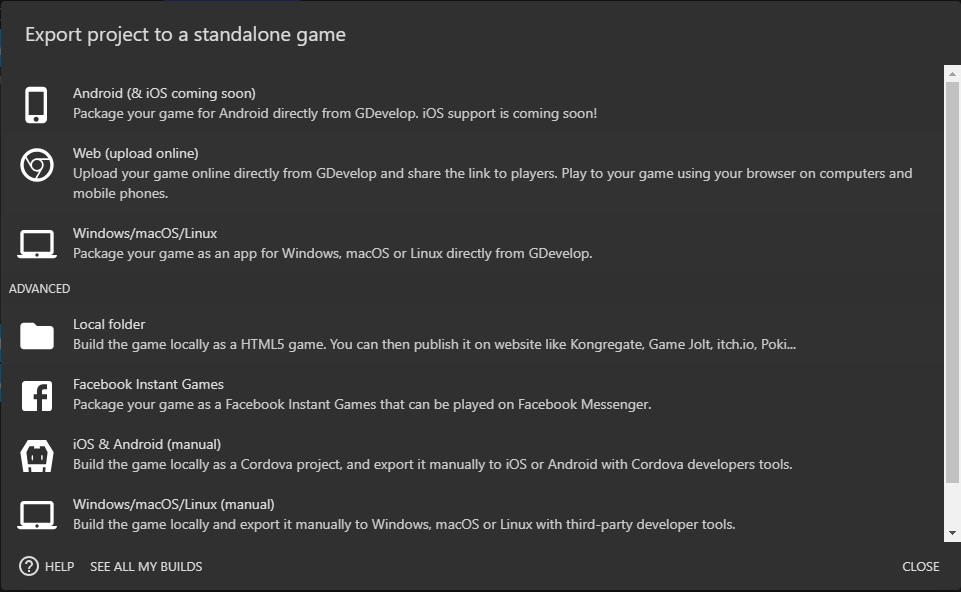 Export project to a standalone game
Android (& iOS coming soon)
Package your game for Android directly from GDevelop. iOS support is coming soon!
Web (upload online)
Upload your game online directly from GDevelop and share the link to players. Play to your game using your browser on computers and
mobile phones.
Windows/macOS/Linux
Package your game as an app for Windows, macOS or Linux directly from GDevelop.
ADVANCED
Local folder
Build the game locally as a HTML5 game. You can then publish it on website like Kongregate, Game Jolt, itch.io, Poki...
Facebook Instant Games
Package your game as a Facebook Instant Games that can be played on Facebook Messenger.
iOS & Android (manual)
Build the game locally as a Cordova project, and export it manually to iOS or Android with Cordova developers tools.
Windows/macOS/Linux (manual)
Build the game locally and export it manually to Windows, macOS or Linux with third-party developer tools.
HELP SEE ALL MY BUILDS CLOSE